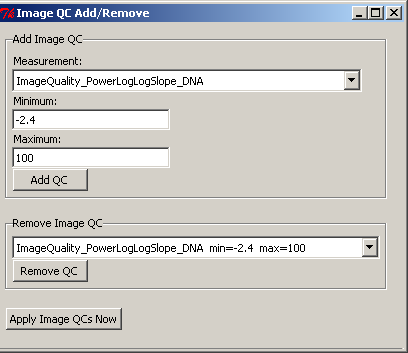 Image QC Add/Remove
Add Image QC
Measurement:
ImageQuality_PowerLogLogSlope_DNA
Minimum:
-2.4
Maximum:
100
Add QC
Remove Image QC
ImageQuality_PowerLogLogSlope_DNA  min=-2.4  max=100
Remove QC
Apply Image QCs Now